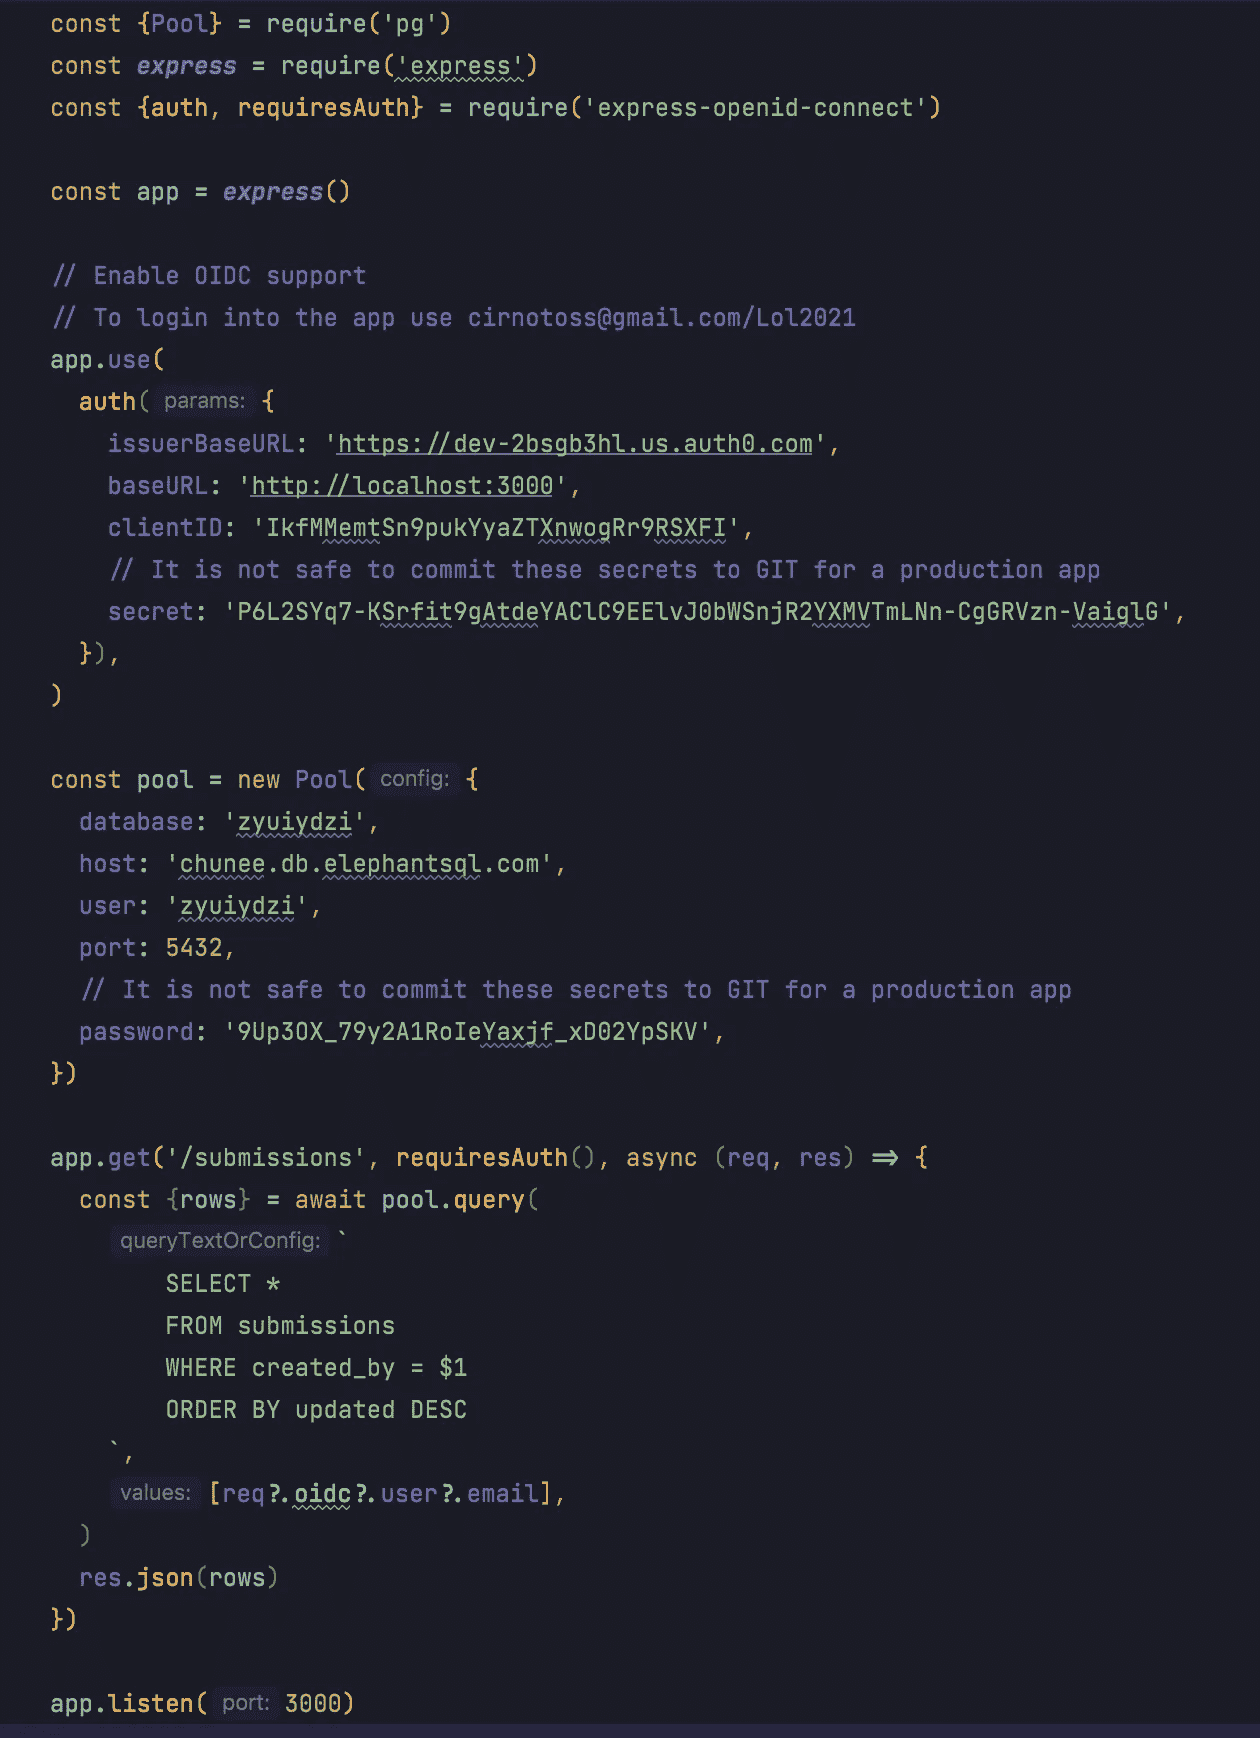 const {Pool} = require('pg')
const express = require('express')
const {auth, requiresAuth} = require('express-openid-connect')
const app = express()
// Enable OIDC support
// To login into the app use cirnotoss@gmail.com/Lol2021
app.use(
auth( params: {
issuerBaseURL: 'https://dev-2bsgb3hl.us.auth0.com',
baseURL: 'http://localhost:3000',
clientID: 'IkfMMemtSn9pukYyaZTXnwogRr9RSXFI',
// It is not safe to commit these secrets to GIT for a production app
secret: 'P6L2SYq7-KSrfit9gAtdeYAClC9EElvJ0bWSnjR2YXMVTmLNn-CgGRVzn-VaiglG',
}),
)
const pool = new Pool( config: {
database: 'zyuiydzi',
host: 'chunee.db.elephantsql.com',
user: 'zyuiydzi',
port: 5432,
// It is not safe to commit these secrets to GIT for a production app
password: '9Up3OX_79y2A1RoIeYaxjf_xD02YpSKV',
})
app.get('/submissions', requiresAuth(), async (req, res) => {
const {rows} = await pool.query(
queryTextOrConfig: `
SELECT *
FROM submissions
WHERE created_by = $1
ORDER BY updated DESC
`,
values: [req?.oidc?.user?.email],
)
res.json(rows)
})
app.listen( port: 3000)